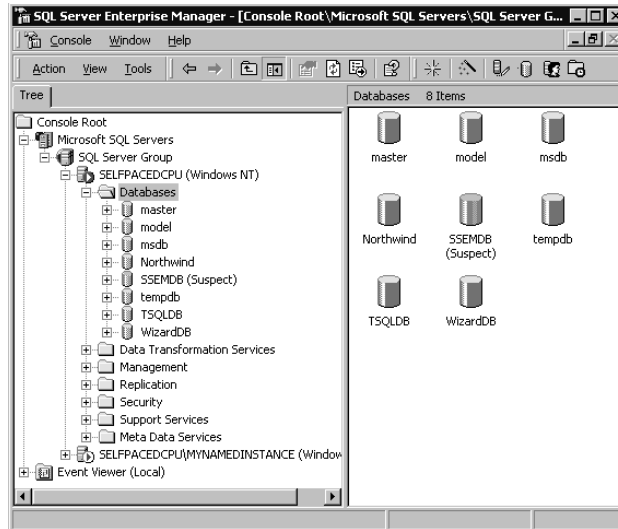 SQL Server Enterprise Manager - [Console Root\Microsoft SQL Servers\SQL Server G...
Console Window Help
Action View Tools
Tree
Databases 8 Items
Console Root
Microsoft SQL Servers
SQL Server Group
SELFPACEDCPU (Windows NT)
Databases
master
model
msdb
Northwind
SSEMDB (Suspect)
tempdb
TSQLDB
WizardDB
Data Transformation Services
Management
Replication
Security
Support Services
Meta Data Services
SELFPACEDCPU\MYNAMEDINSTANCE (Window
Event Viewer (Local)
master model msdb
Northwind SSEMDB tempdb
(Suspect)
TSQLDB WizardDB